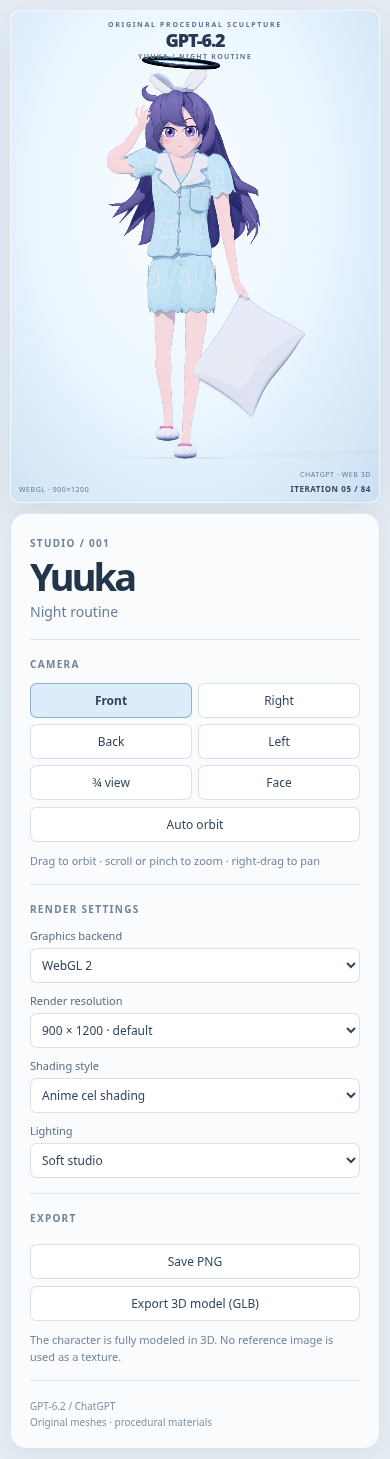 ORIGINAL PROCEDURAL SCULPTURE
GPT-6.2
YUUKA / NIGHT ROUTINE
CHATGPT · WEB 3D
WEBGL · 900×1200
ITERATION 05 / 84
STUDIO / 001
Yuuka
Night routine
CAMERA
Front
Right
Back
Left
¾ view
Face
Auto orbit
Drag to orbit · scroll or pinch to zoom · right-drag to pan
RENDER SETTINGS
Graphics backend
WebGL 2
Render resolution
900 × 1200 · default
Shading style
Anime cel shading
Lighting
Soft studio
EXPORT
Save PNG
Export 3D model (GLB)
The character is fully modeled in 3D. No reference image is
used as a texture.
GPT-6.2 / ChatGPT
Original meshes · procedural materials